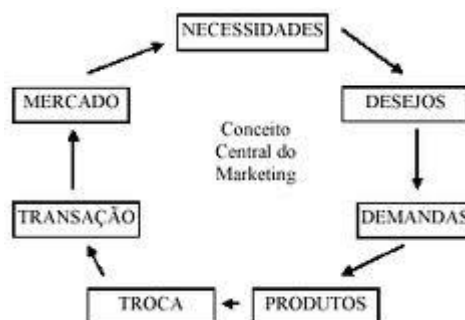 NECESSIDADES
MERCADO
DESEJOS
Conceito
Central do
Marketing
TRANSAÇÃO
DEMANDAS
TROCA
PRODUTOS